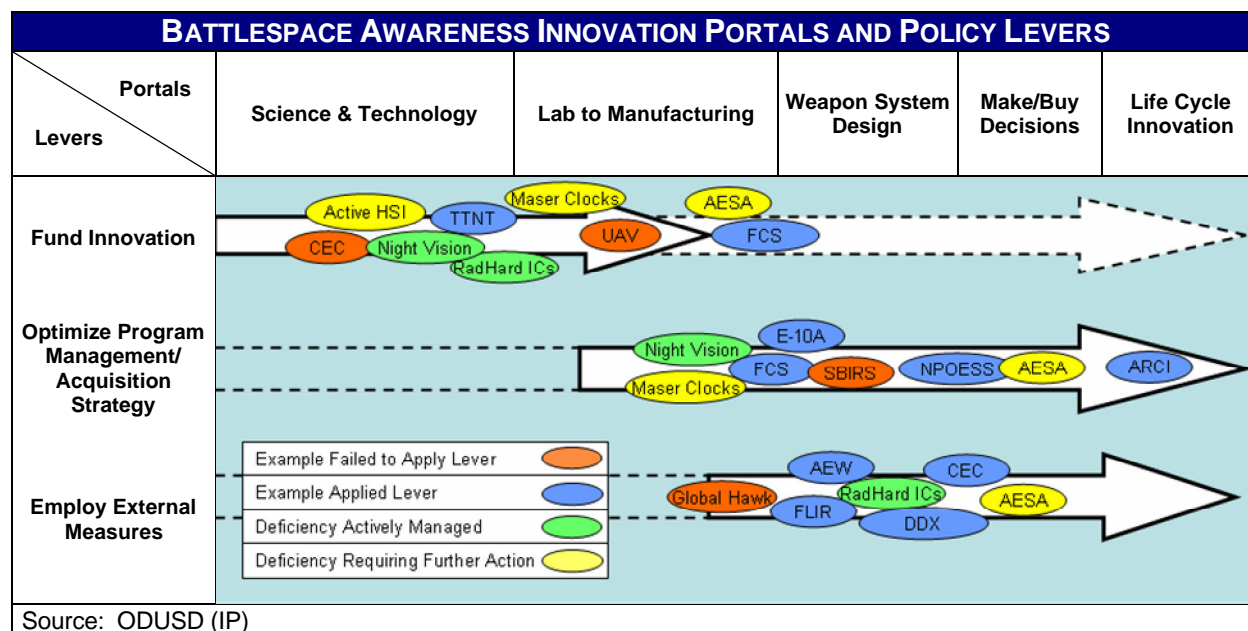 BATTLESPACE AWARENESS INNOVATION PORTALS AND POLICY LEVERS
Portals
Levers
Science & Technology
Lab to Manufacturing
Weapon System
Design
Make/Buy
Decisions
Life Cycle
Innovation
Fund Innovation
Active HSI
TTNT
Maser Clocks
AESA
CEC
Night Vision
RadHard ICs
UAV
FCS
Optimize Program
Management/
Acquisition
Strategy
Night Vision
E-10A
Maser Clocks
FCS
SBIRS
NPOESS
AESA
ARCI
Employ External
Measures
Example Failed to Apply Lever
Example Applied Lever
Deficiency Actively Managed
Deficiency Requiring Further Action
Global Hawk
AEW
FLIR
RadHard ICs
CEC
DDX
AESA
Source: ODUSD (IP)